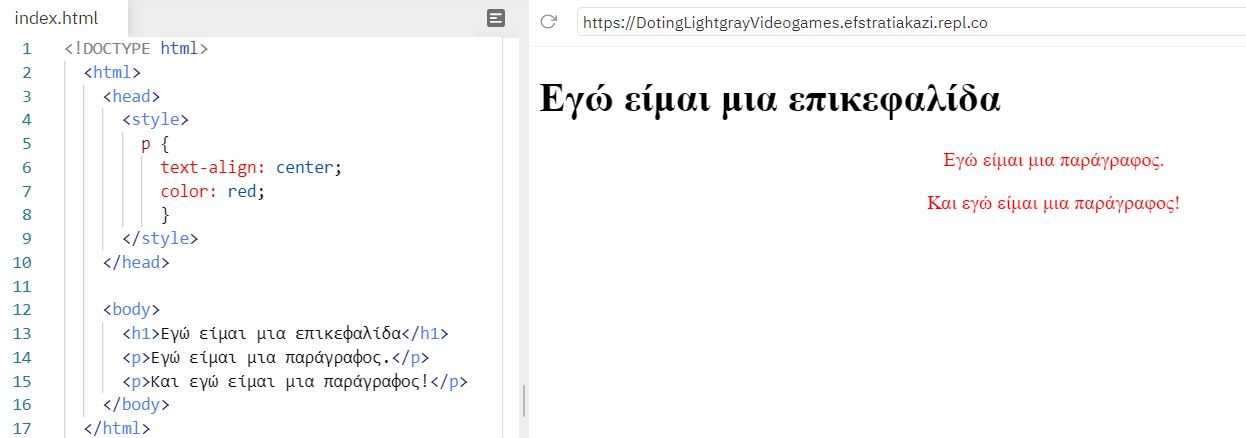 index.html
1 <!DOCTYPE html>
2 <html>
3 <head>
4 <style>
5 p {
6 text-align: center;
7 color: red;
8 }
9 </style>
10 </head>
11
12 <body>
13 <h1>Εγώ είμαι μια επικεφαλίδα</h1>
14 <p>Εγώ είμαι μια παράγραφος.</p>
15 <p>Και εγώ είμαι μια παράγραφος!</p>
16 </body>
17 </html>
https://DotingLightgrayVideogames.efstratiakazi.repl.co
Εγώ είμαι μια επικεφαλίδα
Εγώ είμαι μια παράγραφος.
Και εγώ είμαι μια παράγραφος!